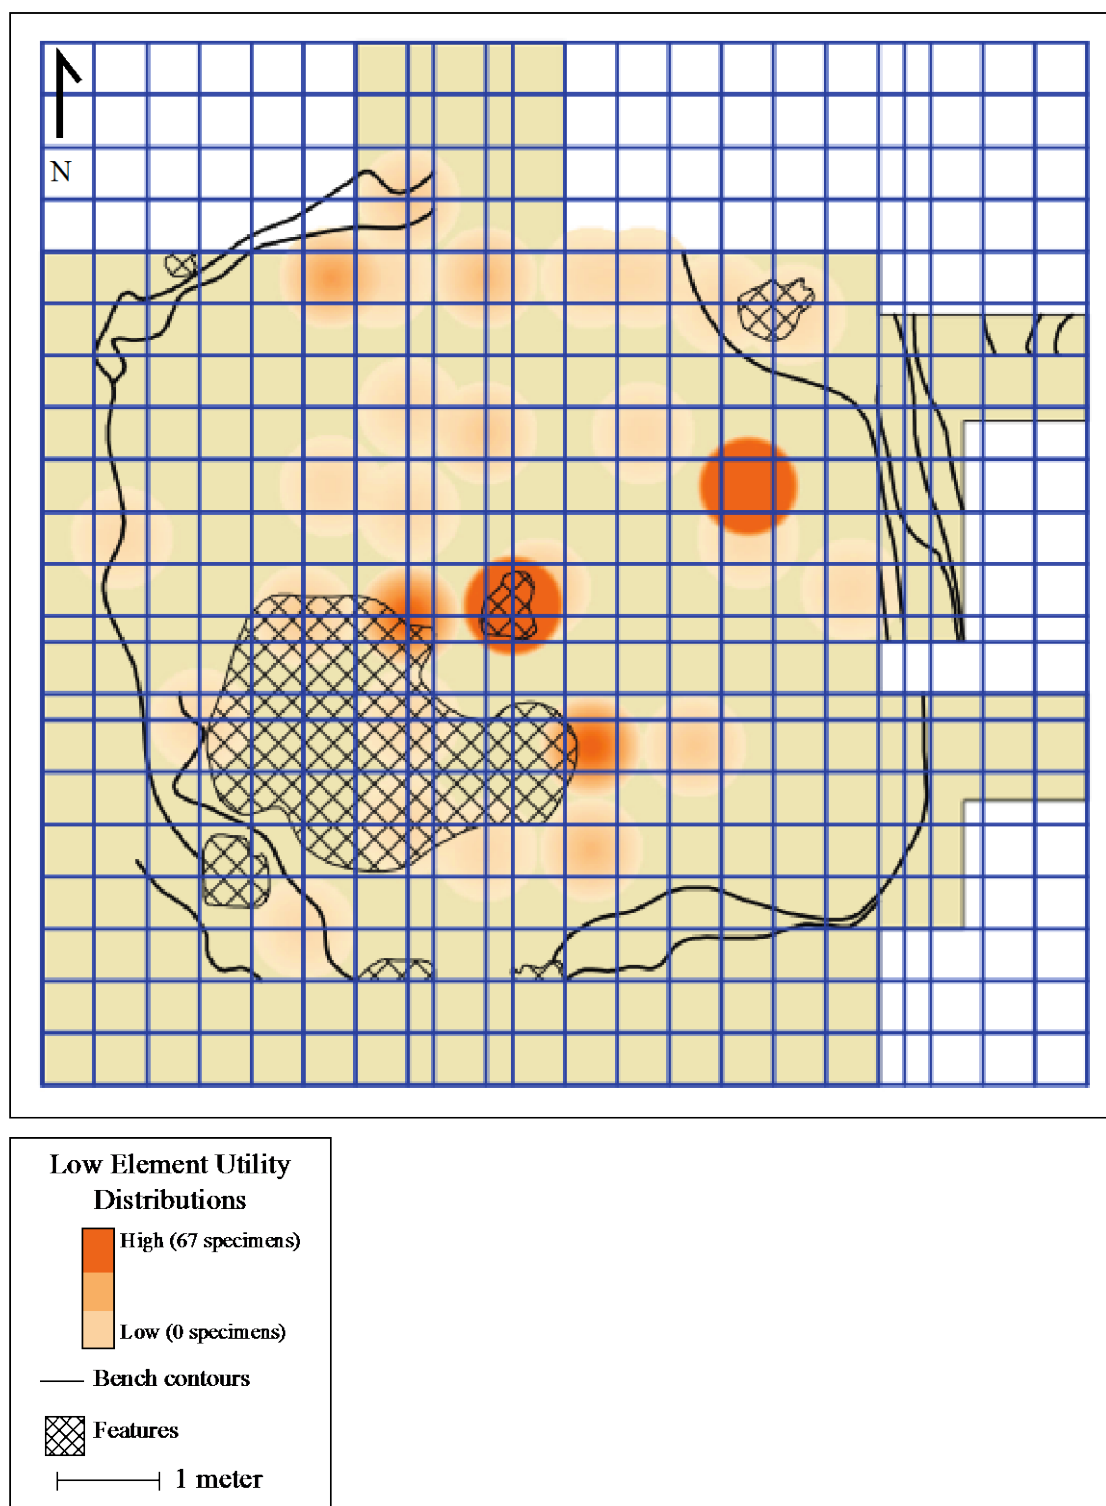 N
Low Element Utility
Distributions
High (67 specimens)
Low (0 specimens)
Bench contours
Features
1 meter